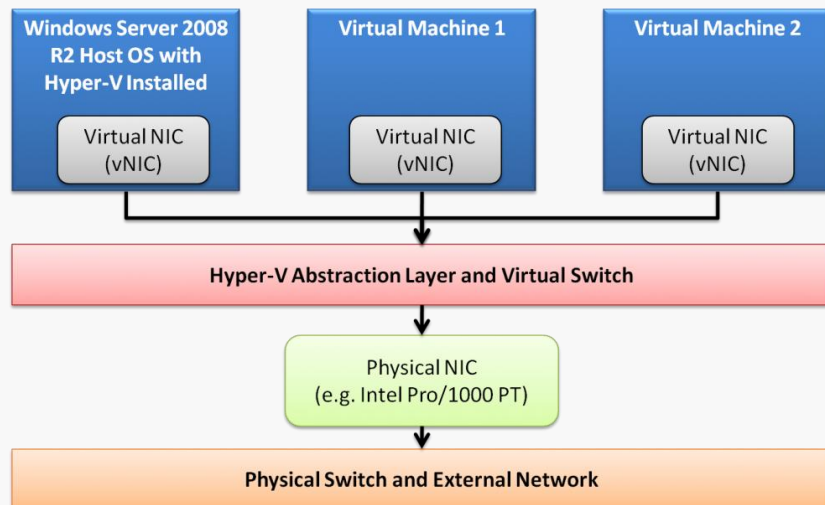 Windows Server 2008
R2 Host OS with
Hyper-V Installed
Virtual NIC
(vNIC)
Virtual Machine 1
Virtual NIC
(vNIC)
Virtual Machine 2
Virtual NIC
(vNIC)
Hyper-V Abstraction Layer and Virtual Switch
Physical NIC
(e.g. Intel Pro/1000 PT)
Physical Switch and External Network